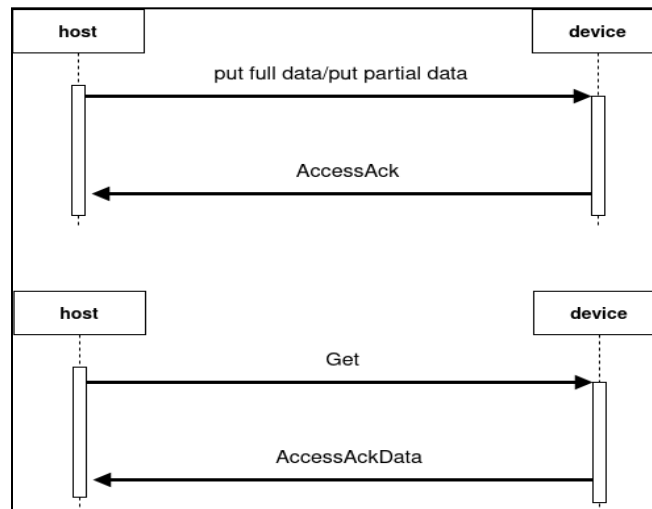 host device
put full data/put partial data
AccessAck
host device
Get
AccessAckData